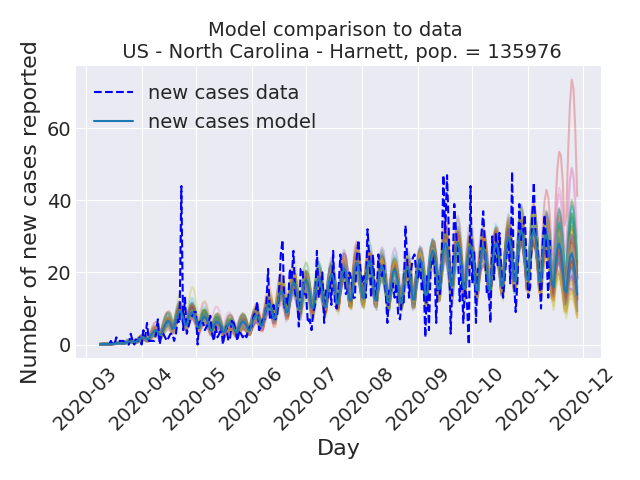 Model comparison to data
US - North Carolina - Harnett, pop. = 135976
Number of new cases reported
60
40
20
0
new cases data
new cases model
2020-03
2020-04
2020-05
2020-06
2020-07
2020-08
2020-09
2020-10
2020-11
2020-12
Day